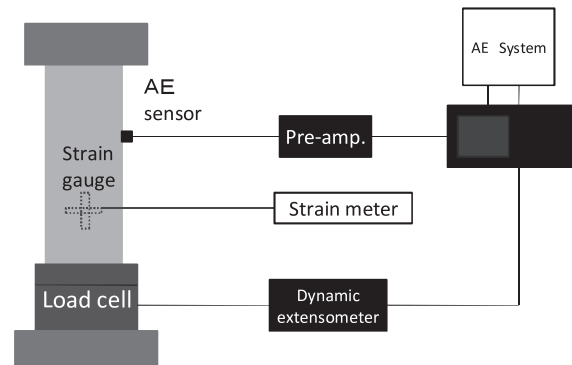 AE System
AE
sensor
Pre-amp.
Strain
gauge
Strain meter
Load cell
Dynamic
extensometer